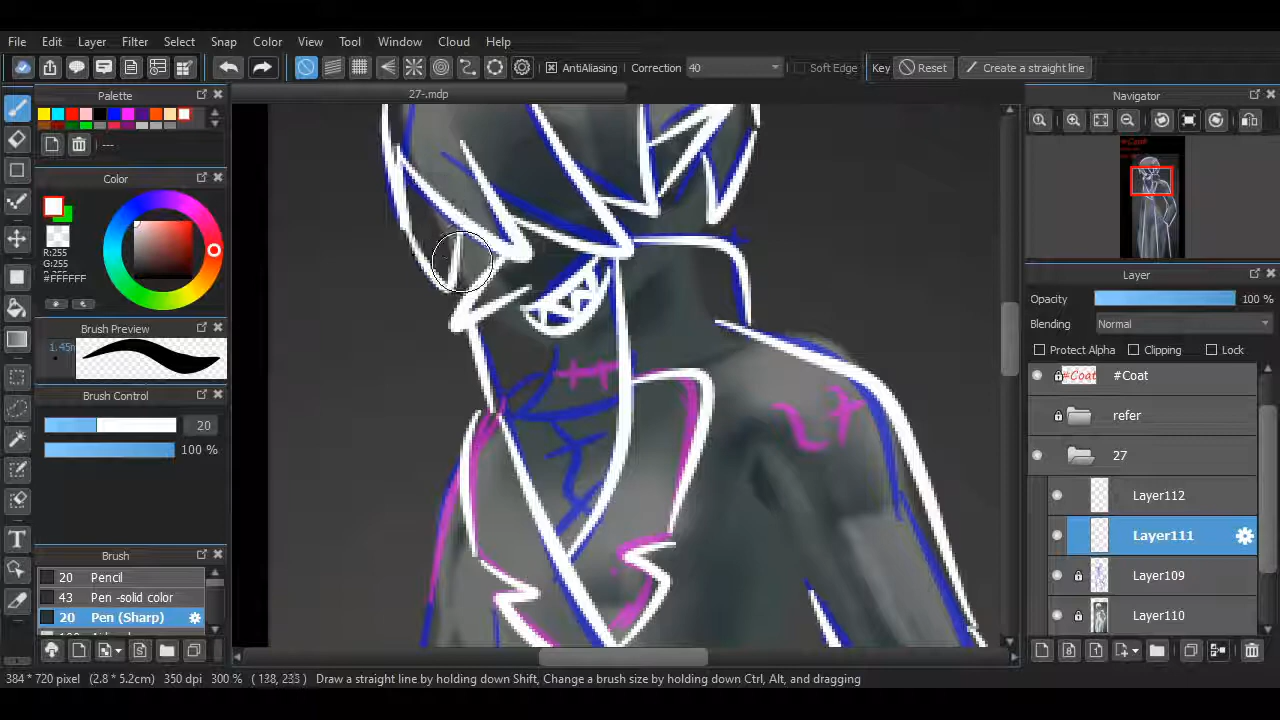 File Edit Layer Filter Select Snap Color View Tool Window Cloud Help
AntiAliasing Correction 40 Soft Edge Key Reset Create a straight line
Palette
27-.mdp
Navigator
---
Color
R:255
G:255
#FFFFFF
Layer
Opacity 100 %
Blending Normal
Protect Alpha Clipping Lock
Brush Preview
#Coat #Coat
Brush Control
20
100 %
refer
27
27
Layer112
Layer111
Layer109
Layer110
Brush
20 Pencil
43 Pen -solid color
20 Pen (Sharp)
384 * 720 pixel (2.8 * 5.2cm) 350 dpi 300 % ( 138, 233) Draw a straight line by holding down Shift, Change a brush size by holding down Ctrl, Alt, and dragging